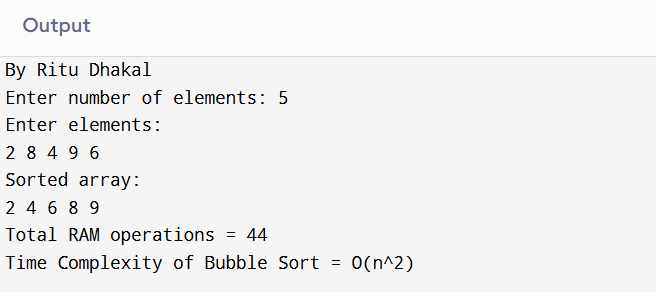 Output
By Ritu Dhakal
Enter number of elements: 5
Enter elements:
2 8 4 9 6
Sorted array:
2 4 6 8 9
Total RAM operations = 44
Time Complexity of Bubble Sort = O(n^2)